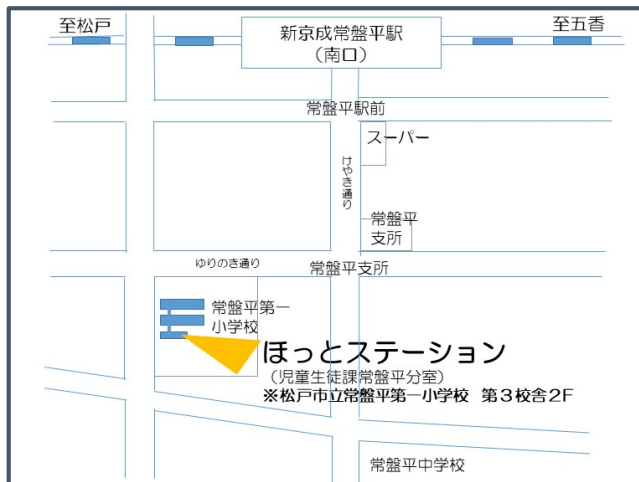 至松戸
新京成常盤平駅
(南口)
至五香
常盤平駅前
スーパー
けやき通り
常盤平
支所
ゆりのき通り
常盤平支所
常盤平第一
小学校
ほっとステーション
(児童生徒課常盤平分室)
※松戸市立常盤平第一小学校 第3校舎2F
常盤平中学校